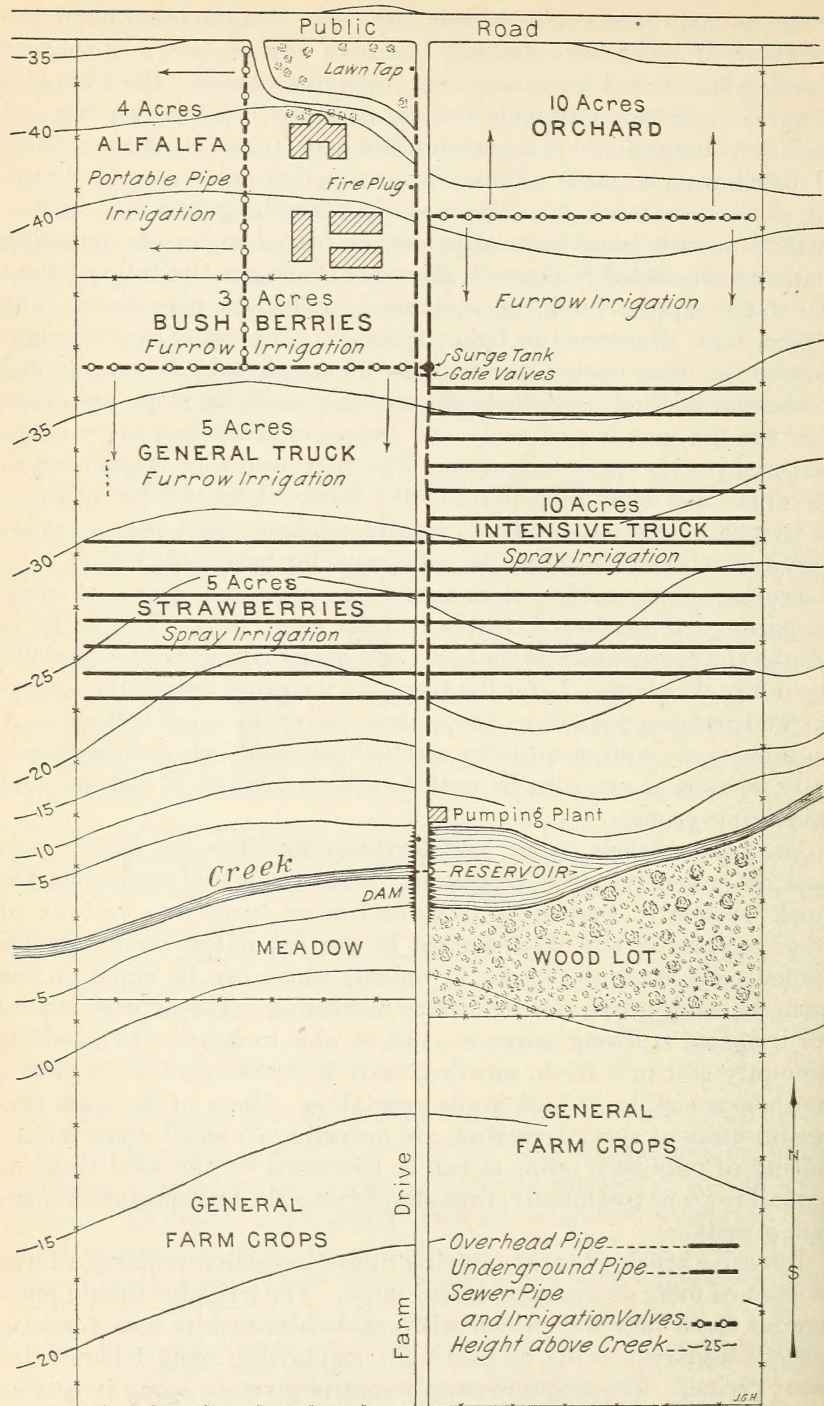 Public Road
-35
Lawn Tap
4 Acres
10 Acres
-40
ALFALFA
ORCHARD
Portable Pipe
Fire Plug
Irrigation
-40
3 Acres
Furrow Irrigation
BUSH BERRIES
Furrow Irrigation
Surge Tank
Gate Valves
-35
5 Acres
GENERAL TRUCK
Furrow Irrigation
10 Acres
INTENSIVE TRUCK
Spray Irrigation
-30
5 Acres
STRAWBERRIES
Spray Irrigation
-25
-20
-15
Pumping Plant
-10
Creek
-5
RESERVOIR
DAM
MEADOW
WOOD LOT
-5
-10
GENERAL
FARM CROPS
N
GENERAL
FARM CROPS
Farm Drive
S
-15
Overhead Pipe
Underground Pipe
Sewer Pipe
and Irrigation Valves
Height above Creek -25-
-20
J.G.H.